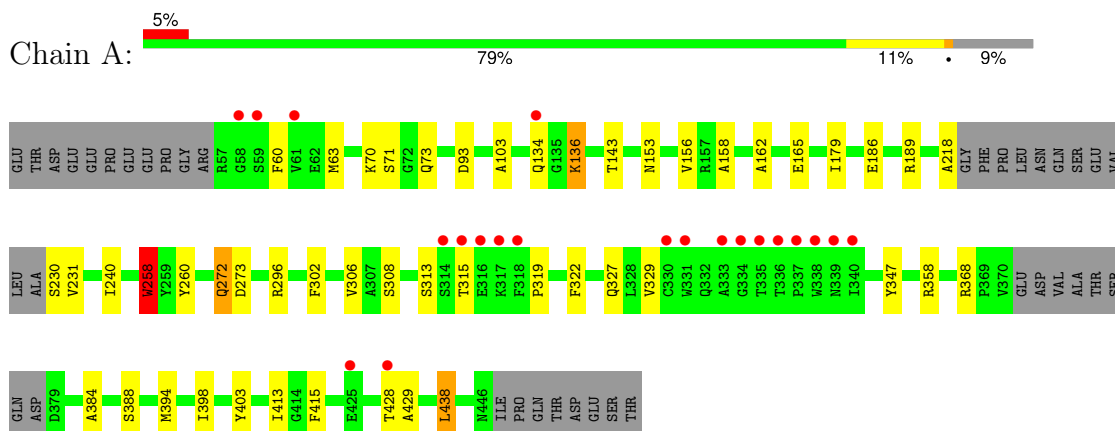 5%
Chain A:
79% 11% • 9%
GLU THR ASP GLU GLU PRO GLU GLU PRO GLY ARG R57 G58 S59 F60 V61 E62 M63 K70 S71 G72 Q73 D93 A103 Q134 G135 K136 T143 N153 V156 R157 A158 A162 E165 I179 E186 R189 A218 GLY PHE PRO LEU ASN GLN SER GLU VAL
LEU ALA S230 V231 I240 W258 Y259 Y260 Q272 D273 R296 F302 V306 A307 S308 S313 S314 T315 E316 K317 F318 P319 F322 Q327 L328 V329 C330 W331 Q332 A333 G334 T335 T336 P337 W338 N339 I340 Y347 R358 R368 P369 V370 GLU ASP VAL ALA THR SER
GLN ASP D379 A384 S388 M394 I398 Y403 I413 G414 F415 E425 T428 A429 L438 N446 ILE PRO GLN THR ASP GLU SER THR